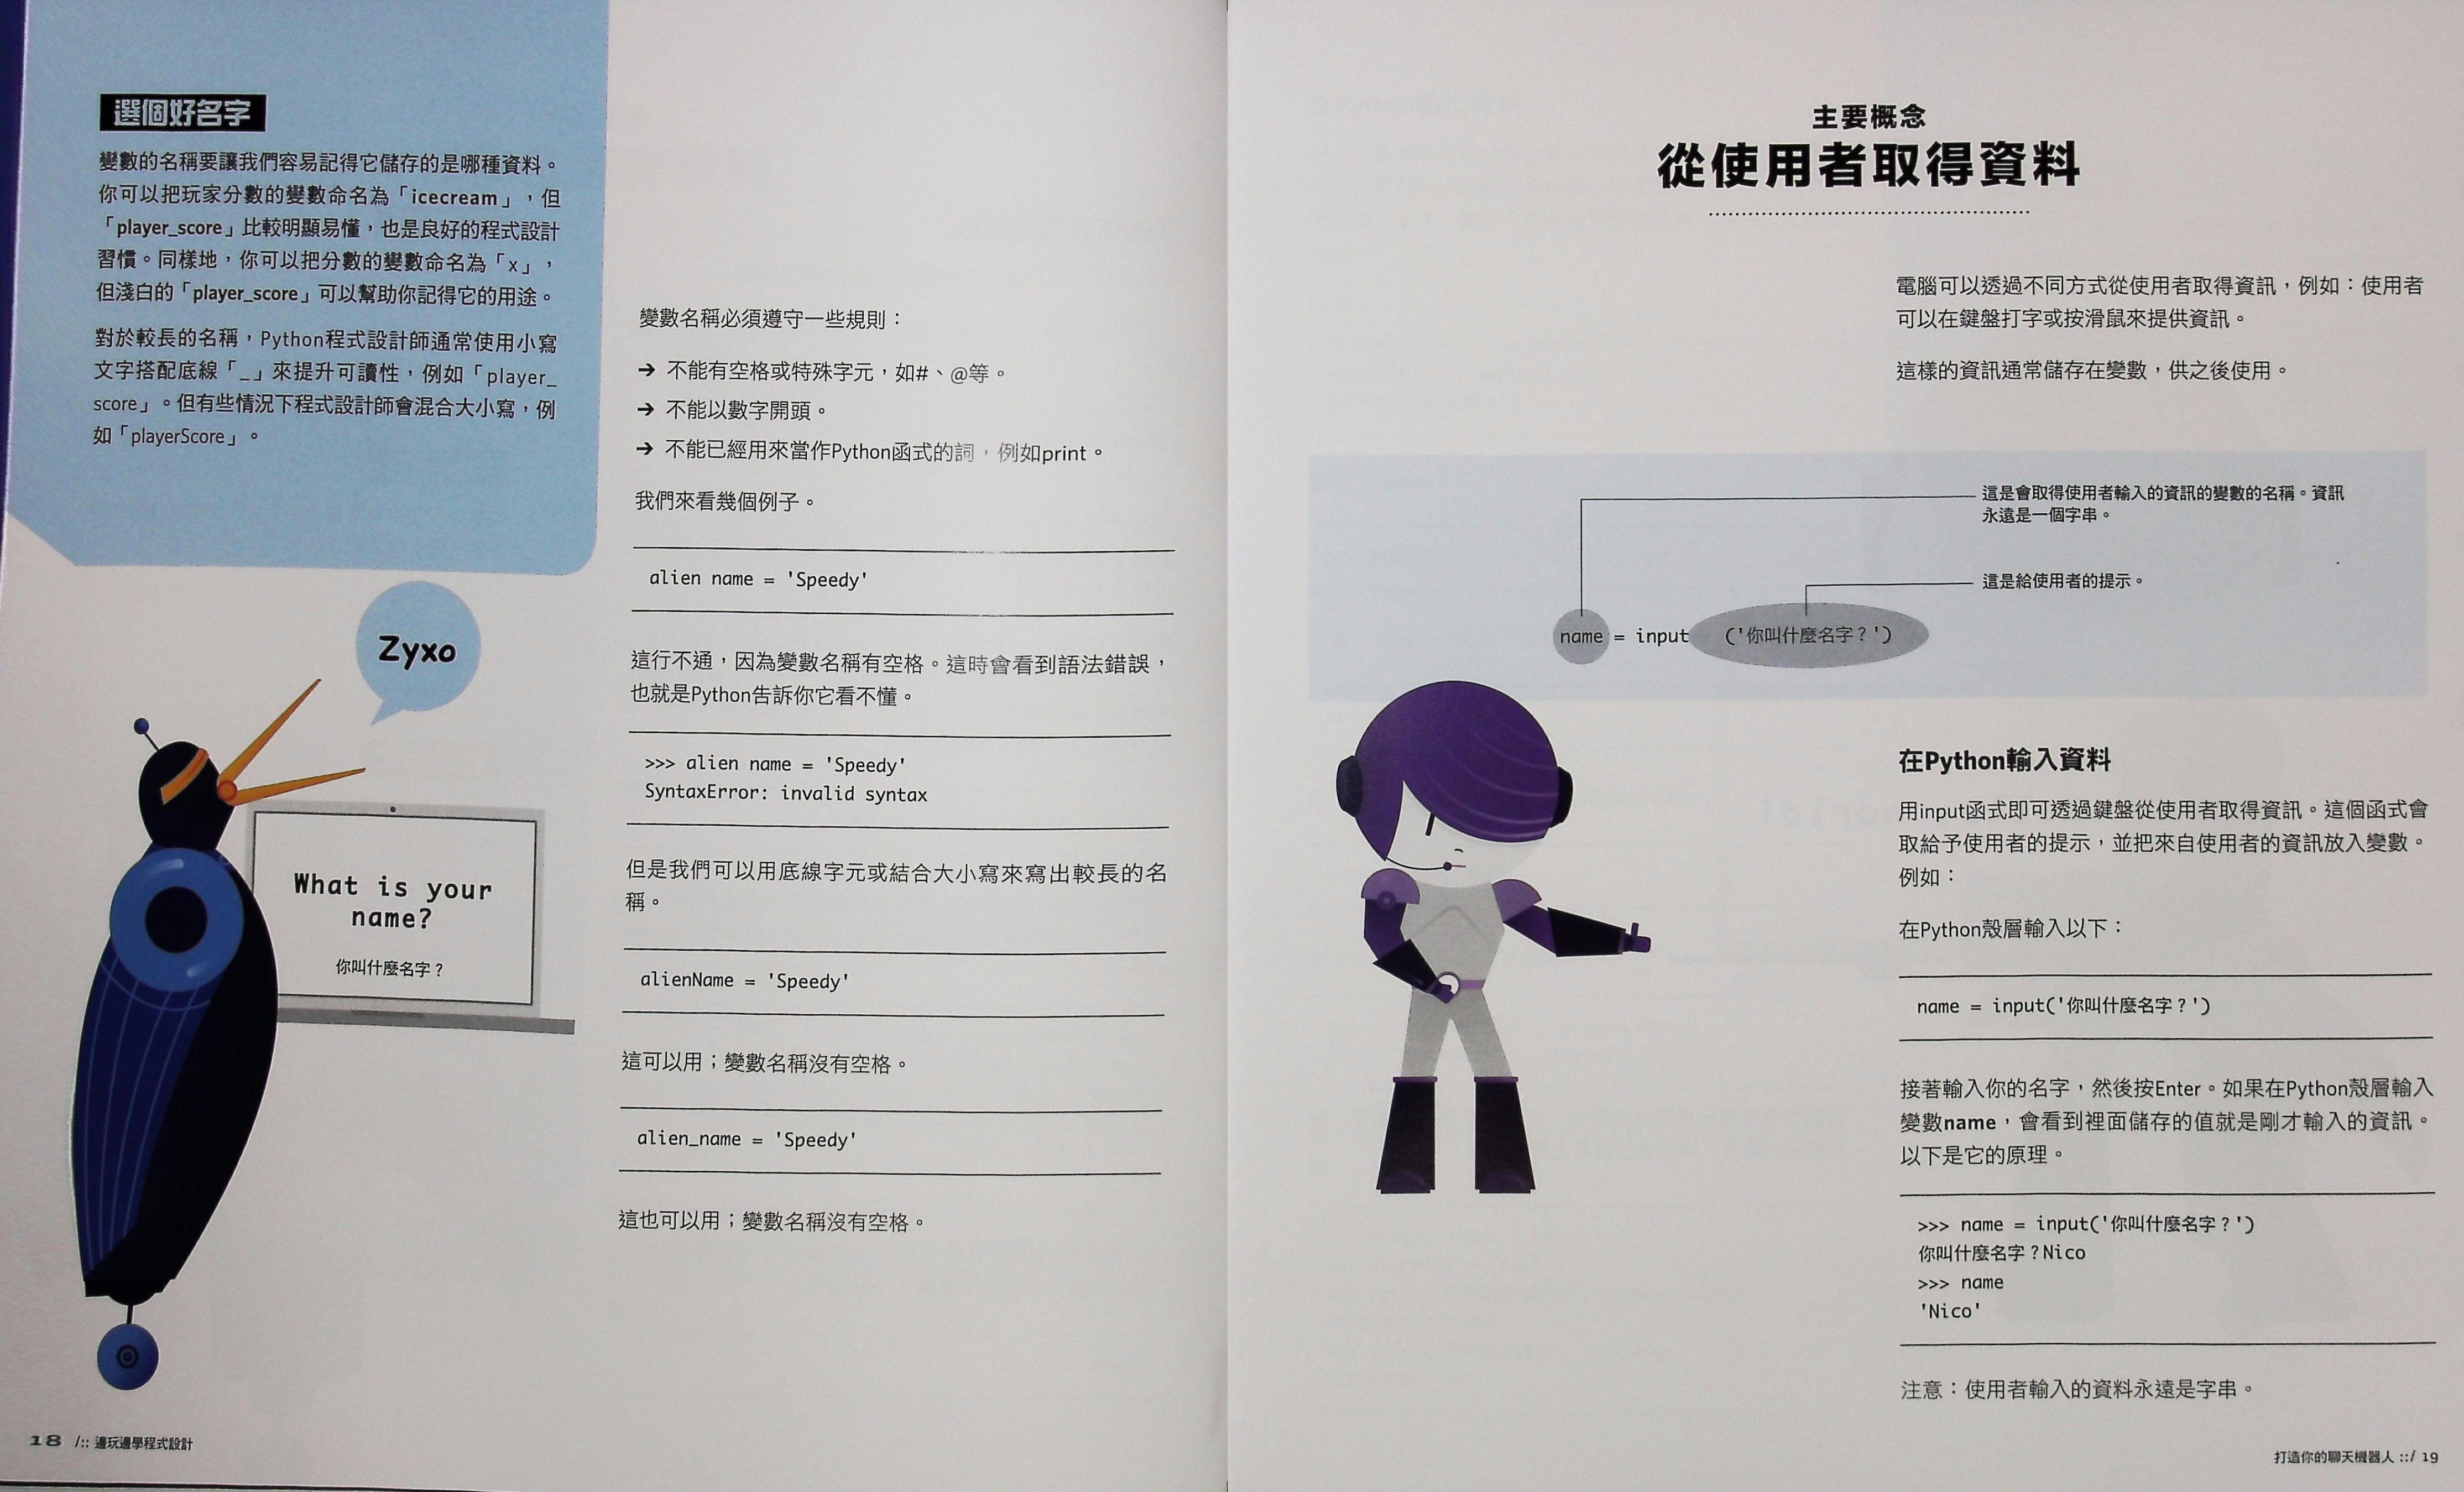 選個好名字
變數的名稱要讓我們容易記得它儲存的是哪種資料。
你可以把玩家分數的變數命名為「icecream」，但
「player_score」比較明顯易懂，也是良好的程式設計
習慣。同樣地，你可以把分數的變數命名為「x」，
但淺白的「player_score」可以幫助你記得它的用途。
對於較長的名稱，Python程式設計師通常使用小寫
文字搭配底線「_」來提升可讀性，例如「player_
score」。但有些情況下程式設計師會混合大小寫，例
如「playerScore」。
Zyxo
What is your
name?
你叫什麼名字？
變數名稱必須遵守一些規則：
➔ 不能有空格或特殊字元，如#、@等。
➔ 不能以數字開頭。
➔ 不能已經用來當作Python函式的詞，例如print。
我們來看幾個例子。
alien name = 'Speedy'
這行不通，因為變數名稱有空格。這時會看到語法錯誤，
也就是Python告訴你它看不懂。
>>> alien name = 'Speedy'
SyntaxError: invalid syntax
但是我們可以用底線字元或結合大小寫來寫出較長的名
稱。
alienName = 'Speedy'
這可以用；變數名稱沒有空格。
alien_name = 'Speedy'
這也可以用；變數名稱沒有空格。
18 /:: 邊玩邊學程式設計
主要概念
從使用者取得資料
電腦可以透過不同方式從使用者取得資訊，例如：使用者
可以在鍵盤打字或按滑鼠來提供資訊。
這樣的資訊通常儲存在變數，供之後使用。
這是會取得使用者輸入的資訊的變數的名稱。資訊
永遠是一個字串。
這是給使用者的提示。
name = input ('你叫什麼名字？')
在Python輸入資料
用input函式即可透過鍵盤從使用者取得資訊。這個函式會
取給予使用者的提示，並把來自使用者的資訊放入變數。
例如：
在Python殼層輸入以下：
name = input('你叫什麼名字？')
接著輸入你的名字，然後按Enter。如果在Python殼層輸入
變數name，會看到裡面儲存的值就是剛才輸入的資訊。
以下是它的原理。
>>> name = input('你叫什麼名字？')
你叫什麼名字？Nico
>>> name
'Nico'
注意：使用者輸入的資料永遠是字串。
打造你的聊天機器人 ::/ 19